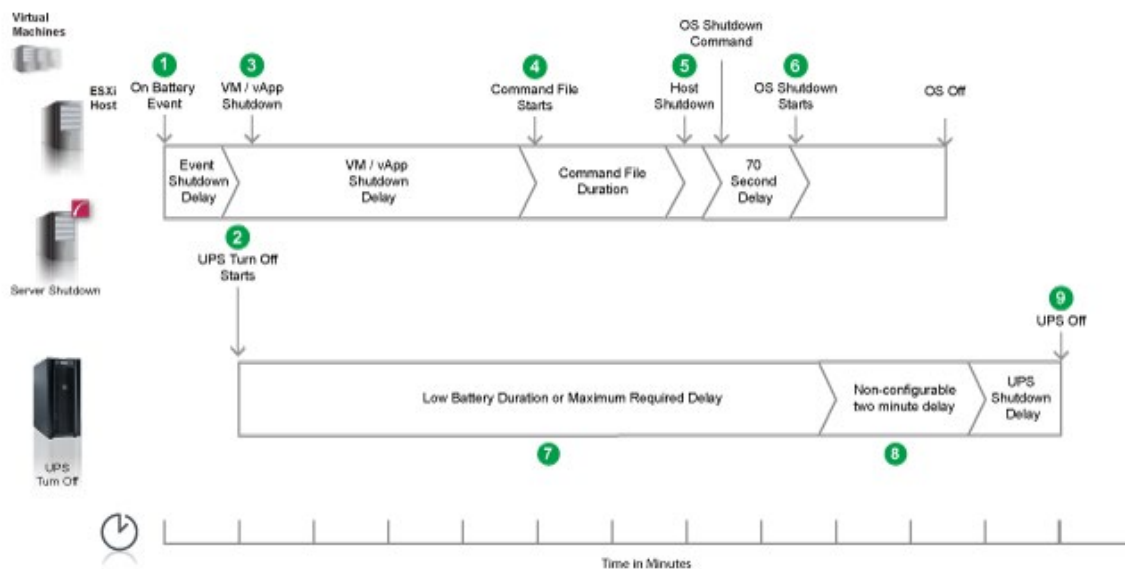 Virtual
Machines
ESXi
Host
Server Shutdown
UPS
Turn Off
1
On Battery
Event
3
VM / vApp
Shutdown
4
Command File
Starts
5
Host
Shutdown
OS Shutdown
Command
6
OS Shutdown
Starts
OS Off
Event
Shutdown
Delay
VM / vApp
Shutdown
Delay
Command File
Duration
70
Second
Delay
2
UPS Turn Off
Starts
9
UPS Off
Low Battery Duration or Maximum Required Delay
Non-configurable
two minute delay
UPS
Shutdown
Delay
7
8
Time in Minutes